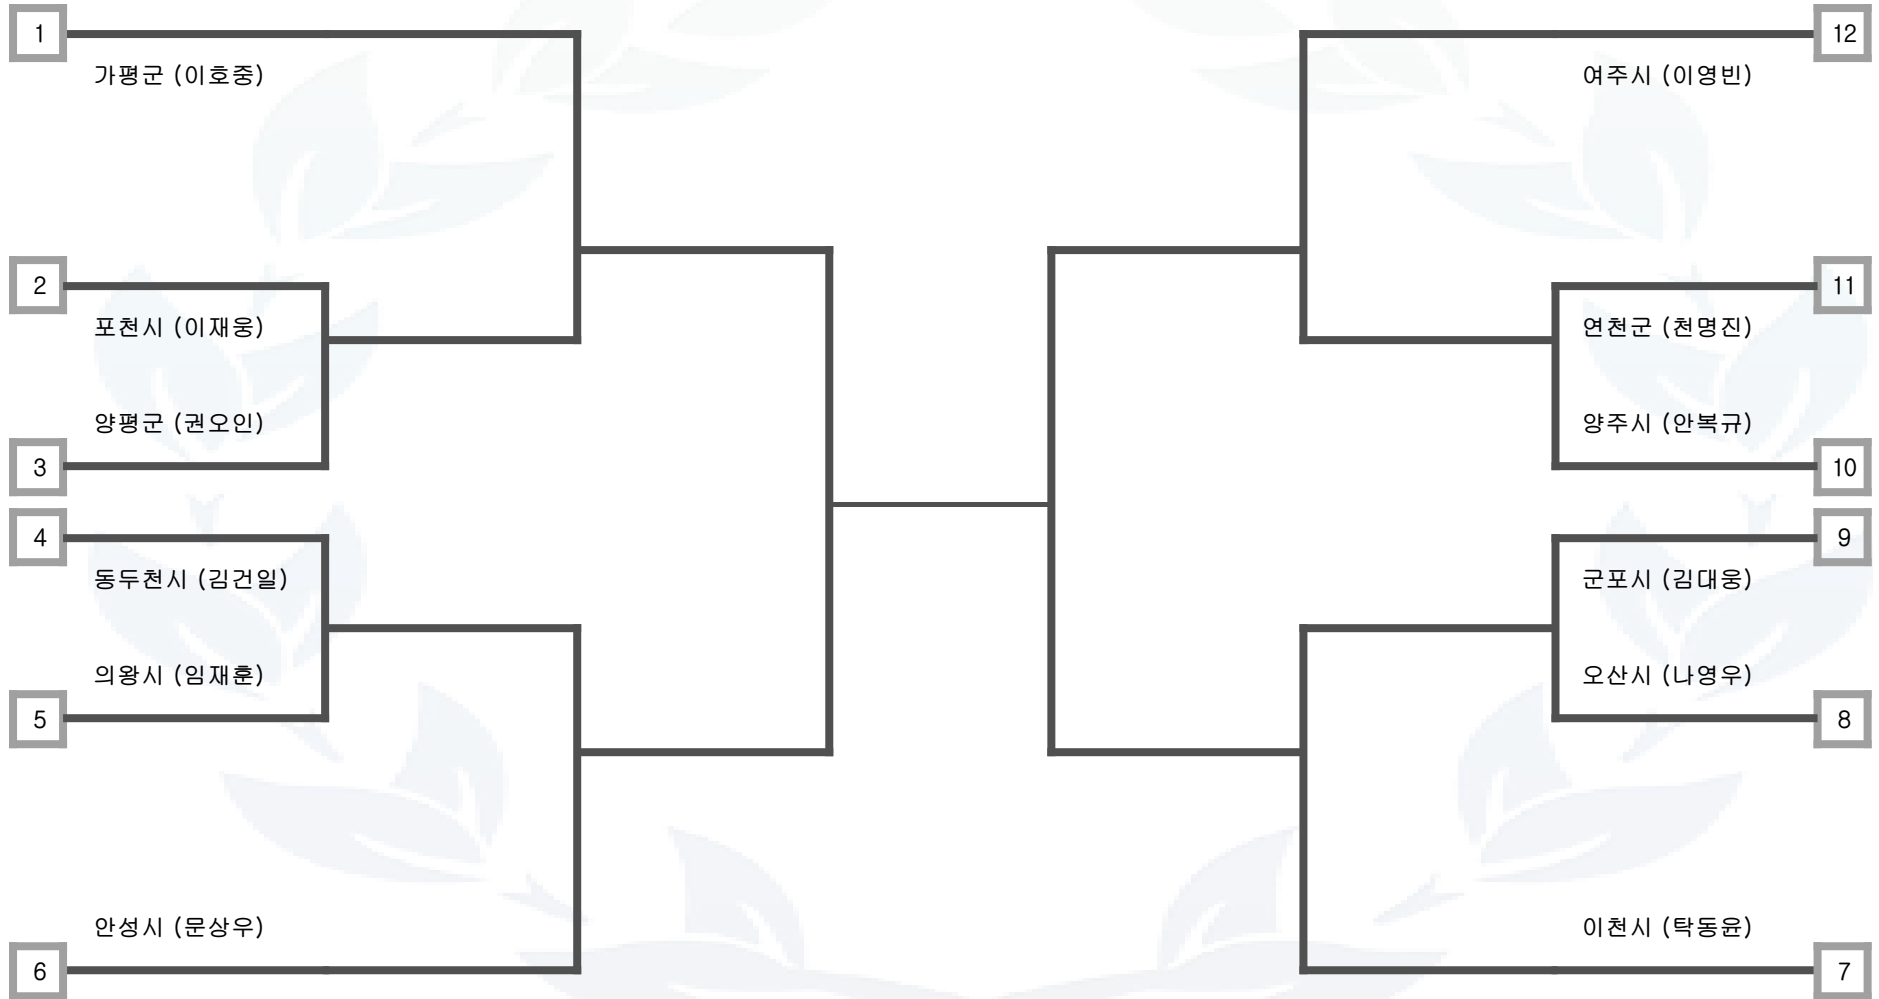 1
가평군 (이호중)
2
포천시 (이재웅)
양평군 (권오인)
3
4
동두천시 (김건일)
의왕시 (임재훈)
5
안성시 (문상우)
6
12
여주시 (이영빈)
11
연천군 (천명진)
양주시 (안복규)
10
9
군포시 (김대웅)
오산시 (나영우)
8
이천시 (탁동윤)
7